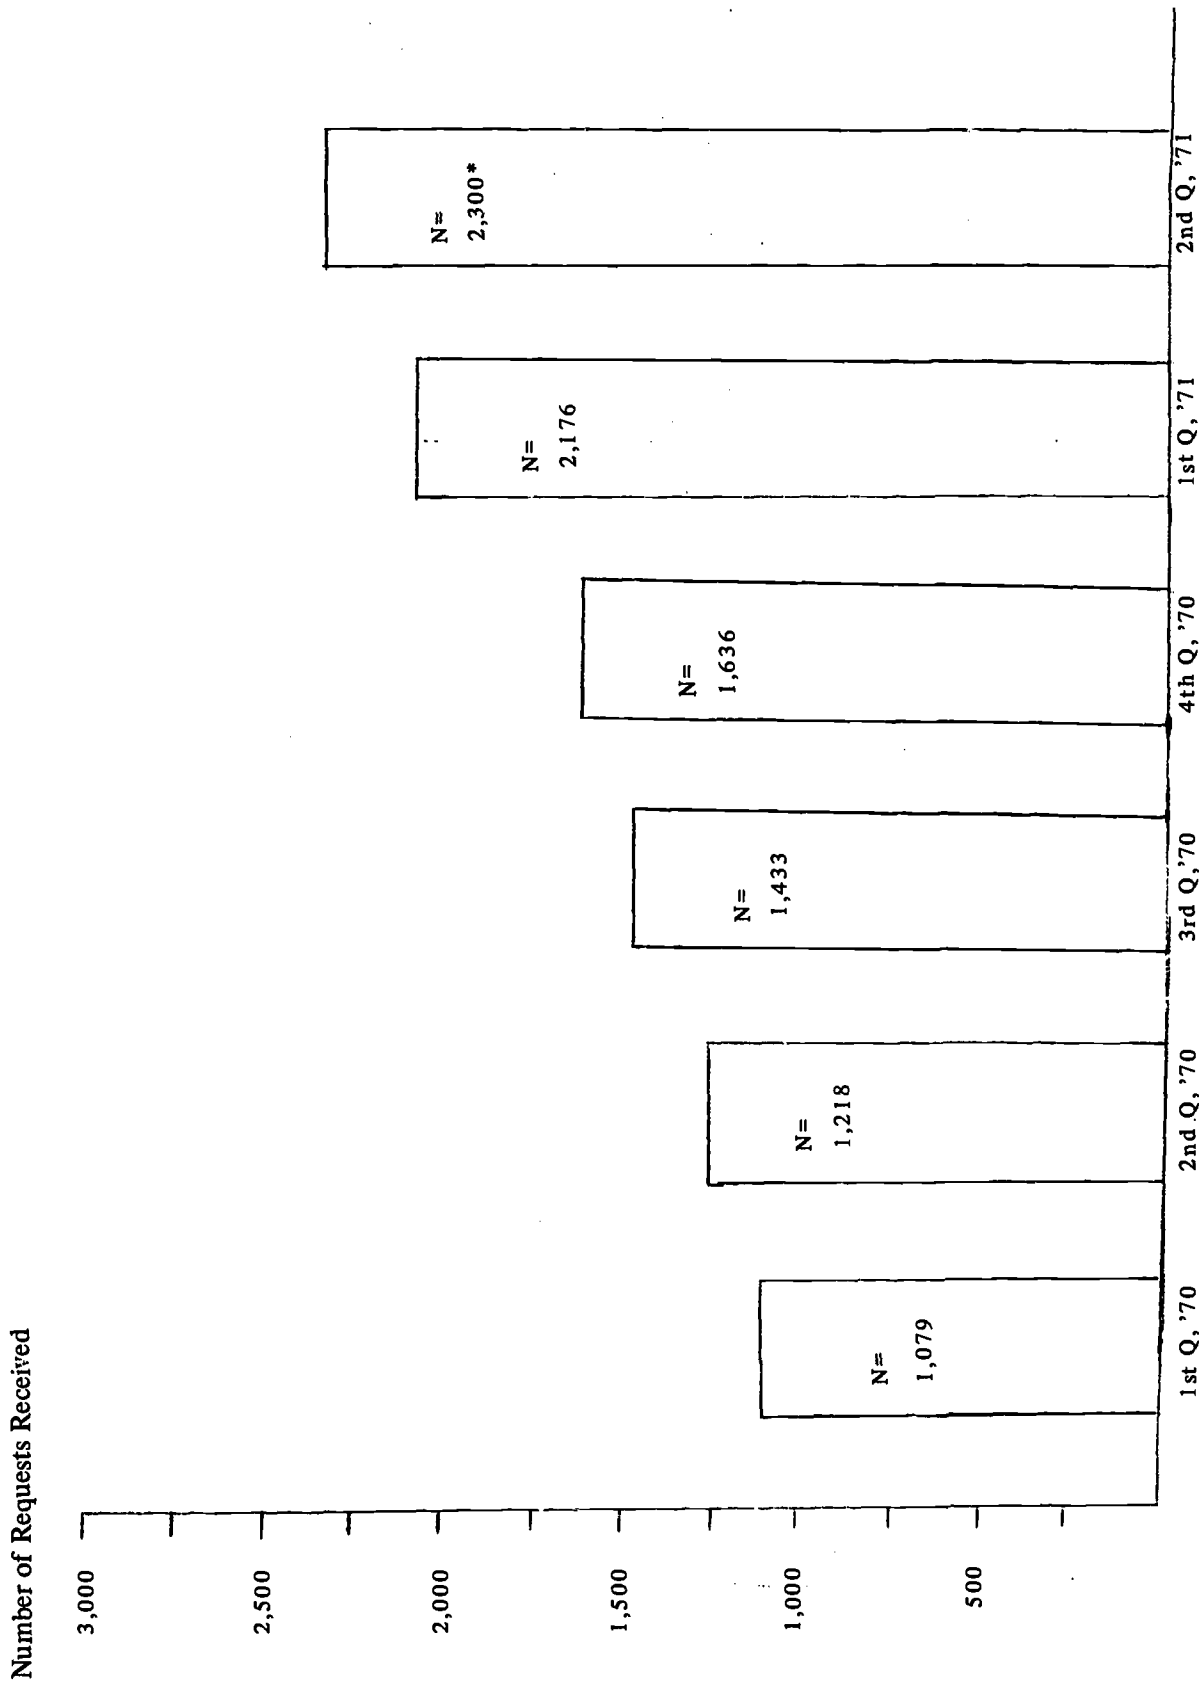 Number of Requests Received
3,000
2,500
2,000
1,500
1,000
500
N=
1,079
N=
1,218
N=
1,433
N=
1,636
N=
2,176
N=
2,300*
1st Q, '70
2nd Q, '70
3rd Q,'70
4th Q, '70
1st Q, '71
2nd Q, '71